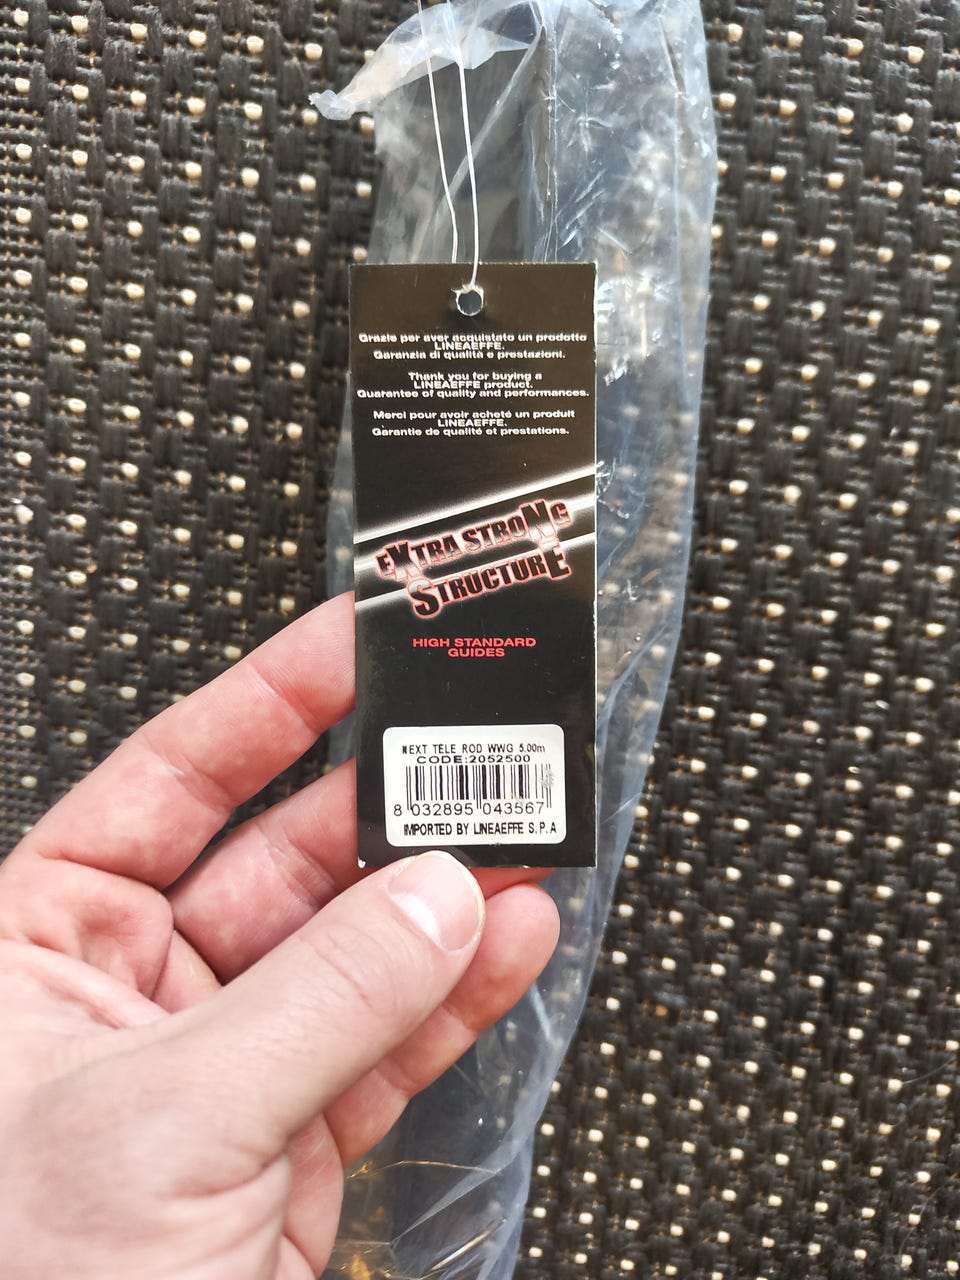 Grazie per aver acquistato un prodotto
LINEAEFFE.
Garanzia di qualità e prestazioni.
Thank you for buying a
LINEAEFFE product.
Guarantee of quality and performances.
Merci pour avoir acheté un produit
LINEAEFFE.
Garantie de qualité et prestations.
EXTRA STRONG
STRUCTURE
HIGH STANDARD
GUIDES
NEXT TELE ROD WWG 5.00m
CODE:2052500
8 032895 043567
IMPORTED BY LINEAEFFE S.P.A